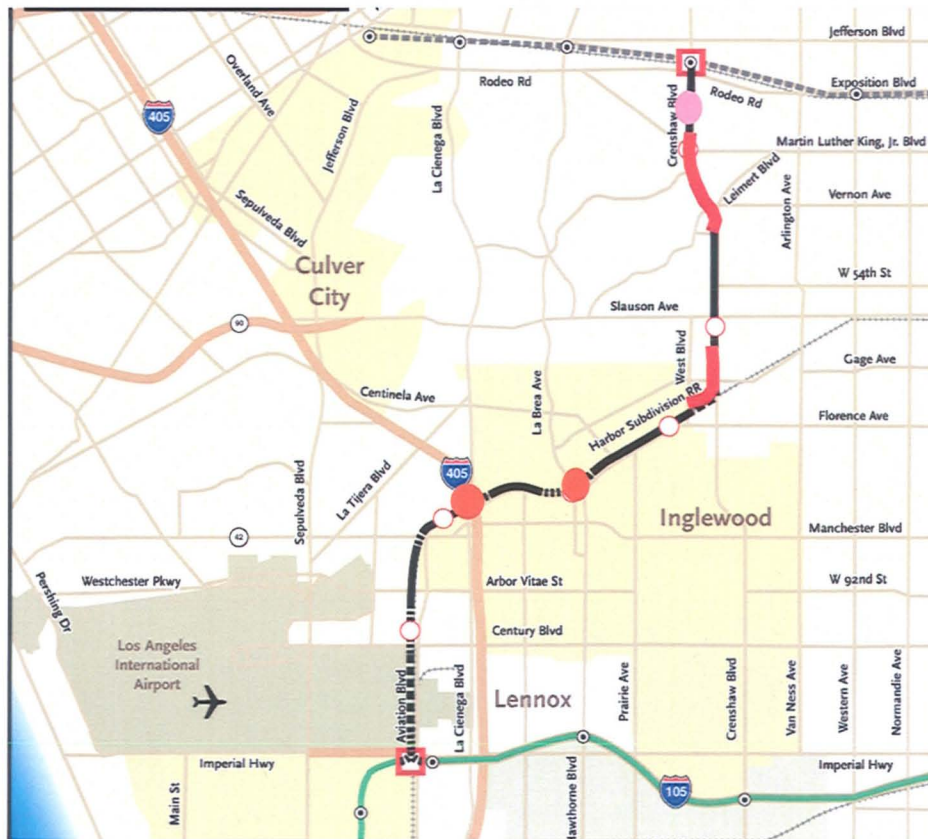 Jefferson Blvd
Overland Ave
Rodeo Rd
Rodeo Rd
Exposition Blvd
405
Jefferson Blvd
La Cienega Blvd
Crenshaw Blvd
Martin Luther King, Jr. Blvd
Leimert Blvd
Arlington Ave
Vernon Ave
Sepulveda Blvd
Culver
City
W 54th St
Slauson Ave
90
West Blvd
Gage Ave
Centinela Ave
La Brea Ave
Harbor Subdivision RR
Florence Ave
405
La Tijera Blvd
Sepulveda Blvd
Inglewood
42
Manchester Blvd
Westchester Pkwy
Arbor Vitae St
W 92nd St
Pershing Dr
Century Blvd
Los Angeles
International
Airport
Aviation Blvd
La Cienega Blvd
Lennox
Prairie Ave
Crenshaw Blvd
Van Ness Ave
Western Ave
Normandie Ave
Imperial Hwy
Imperial Hwy
Main St
Hawthorne Blvd
105